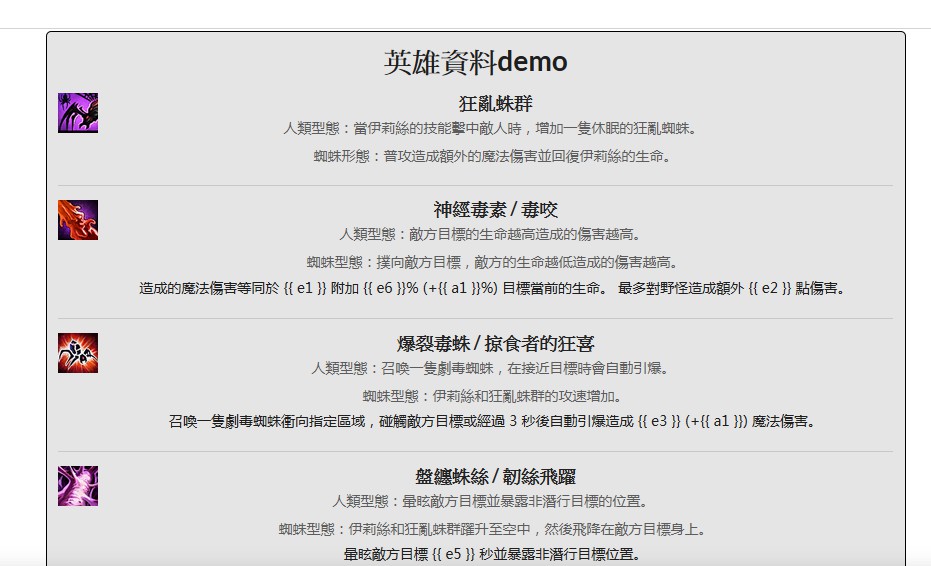 英雄資料demo
狂亂蛛群
人類型態：當伊莉絲的技能擊中敵人時，增加一隻休眠的狂亂蜘蛛。
蜘蛛形態：普攻造成額外的魔法傷害並回復伊莉絲的生命。
神經毒素 / 毒咬
人類型態：敵方目標的生命越高造成的傷害越高。
蜘蛛型態：撲向敵方目標，敵方的生命越低造成的傷害越高。
造成的魔法傷害等同於 {{ e1 }} 附加 {{ e6 }}% (+{{ a1 }}%) 目標當前的生命。 最多對野怪造成額外 {{ e2 }} 點傷害。
爆裂毒蛛 / 掠食者的狂喜
人類型態：召喚一隻劇毒蜘蛛，在接近目標時會自動引爆。
蜘蛛型態：伊莉絲和狂亂蛛群的攻速增加。
召喚一隻劇毒蜘蛛衝向指定區域，碰觸敵方目標或經過 3 秒後自動引爆造成 {{ e3 }} (+{{ a1 }}) 魔法傷害。
盤纏蛛絲 / 韌絲飛躍
人類型態：暈眩敵方目標並暴露非潛行目標的位置。
蜘蛛型態：伊莉絲和狂亂蛛群躍升至空中，然後飛降在敵方目標身上。
暈眩敵方目標 {{ e5 }} 秒並暴露非潛行目標位置。